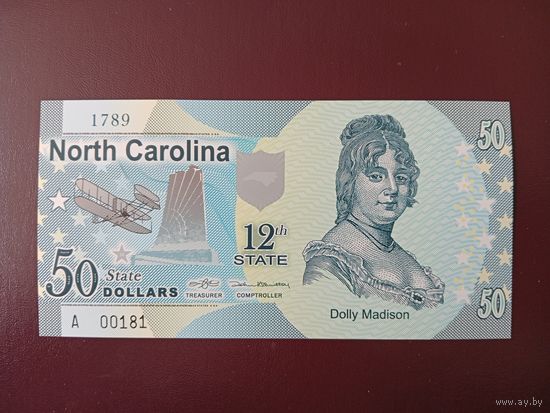 1789
North Carolina
50
12th
STATE
50 State
DOLLARS
TREASURER COMPTROLLER
A 00181
Dolly Madison
50
www.ay.by